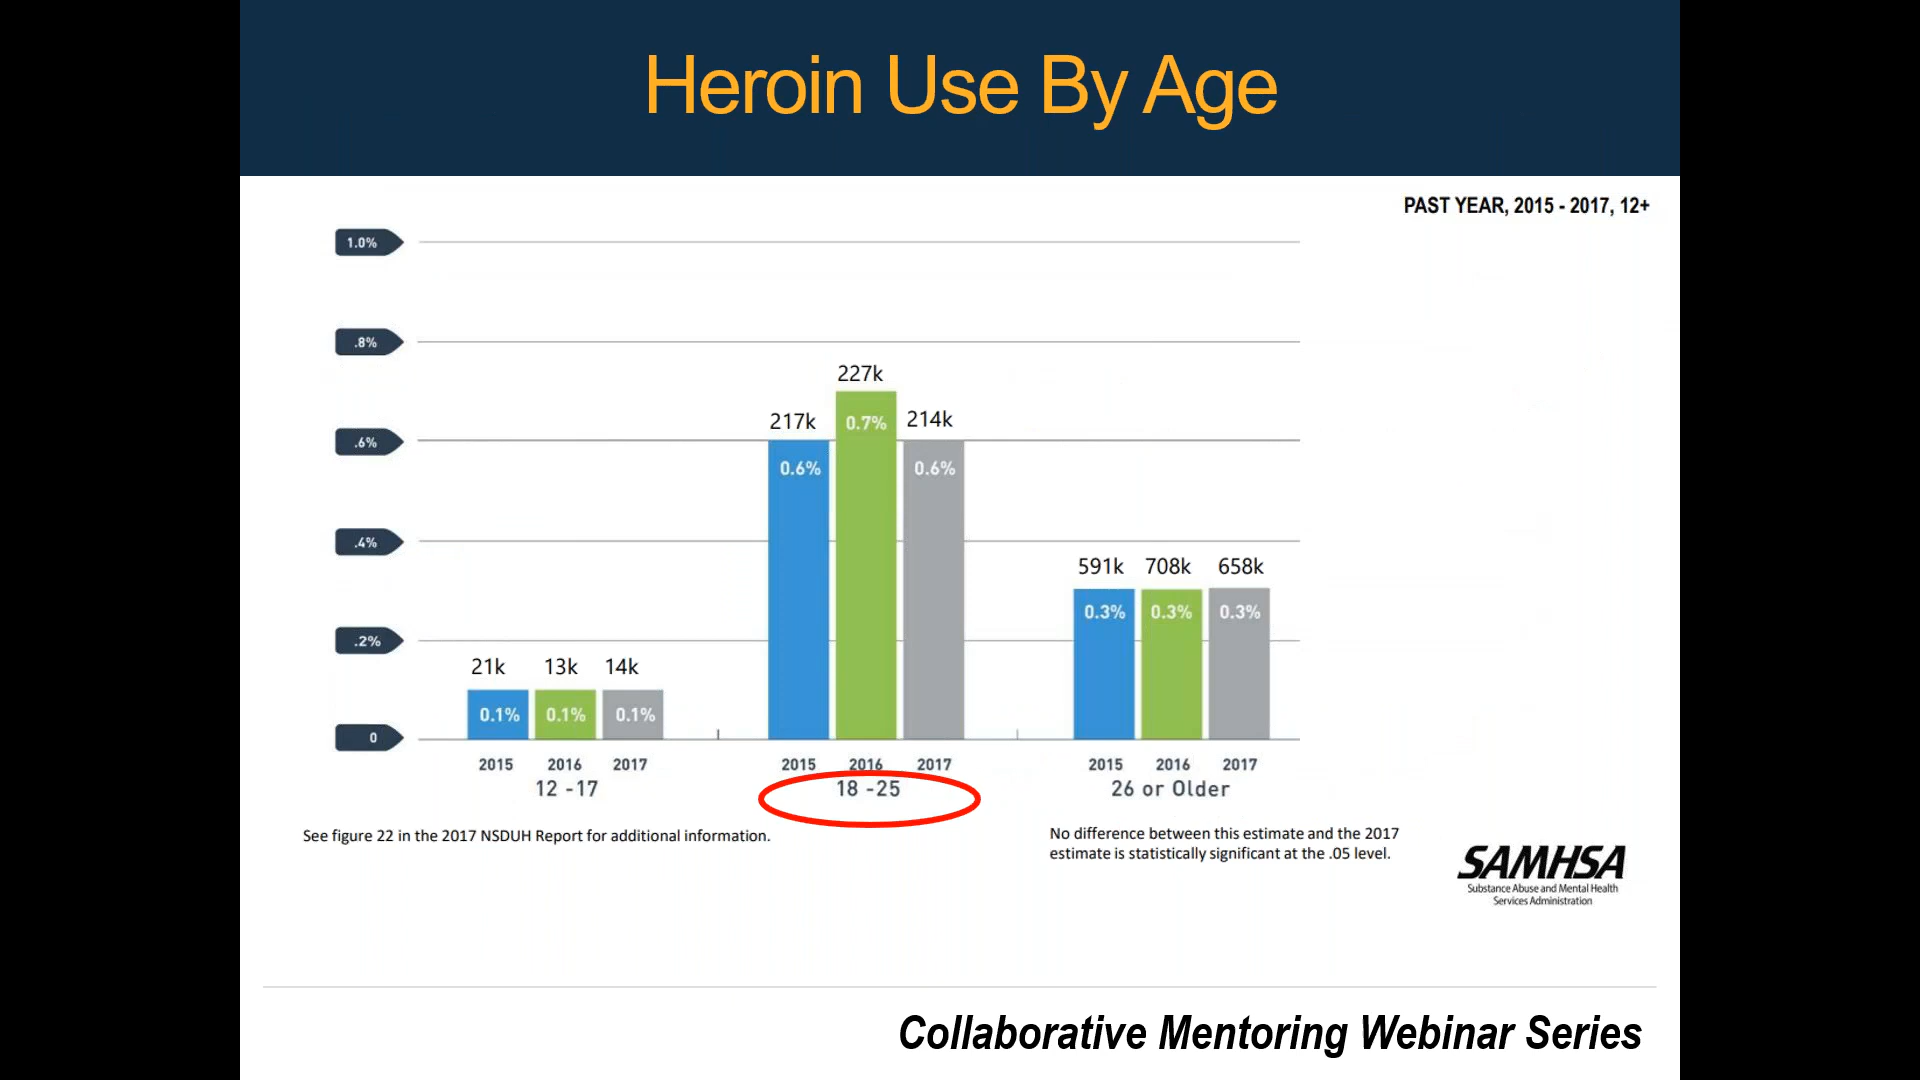 Heroin Use By Age
PAST YEAR, 2015 - 2017, 12+
1.0%
.8%
.6%
.4%
.2%
0
21k 13k 14k
0.1% 0.1% 0.1%
217k 227k 214k
0.6% 0.7% 0.6%
591k 708k 658k
0.3% 0.3% 0.3%
2015 2016 2017
12 -17
2015 2016 2017
18 -25
2015 2016 2017
26 or Older
See figure 22 in the 2017 NSDUH Report for additional information.
No difference between this estimate and the 2017
estimate is statistically significant at the .05 level.
SAMHSA
Substance Abuse and Mental Health
Services Administration
Collaborative Mentoring Webinar Series